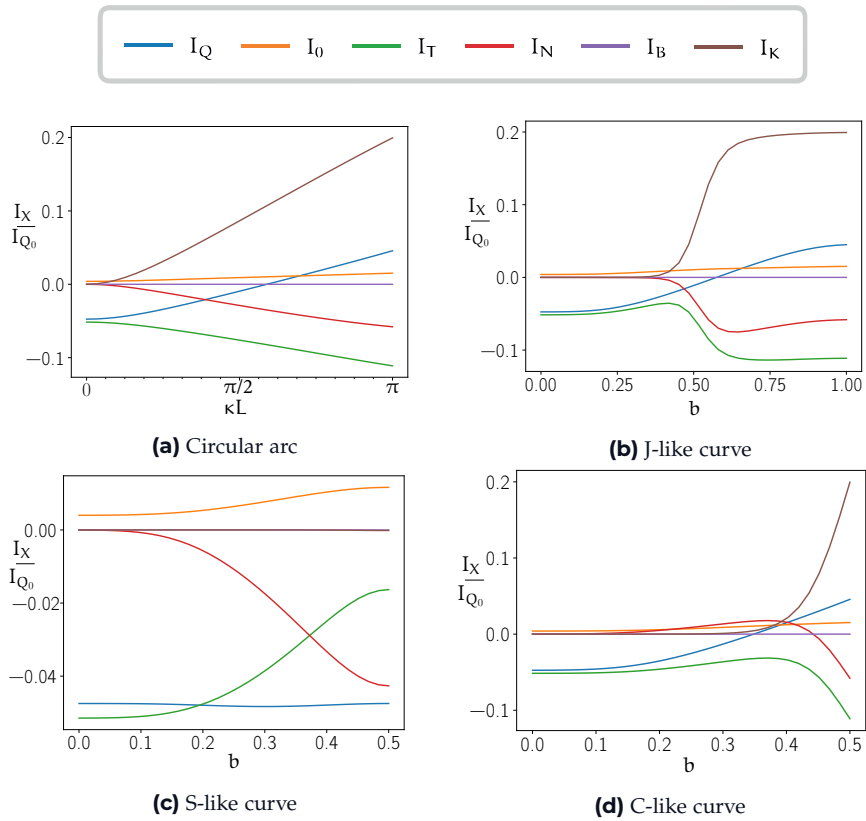 I_Q I_0 I_T I_N I_B I_K
0.2
0.1
0.0
−0.1
I_X
I_Q₀
0 π/2 π
κL
(a) Circular arc
0.2
0.1
0.0
−0.1
I_X
I_Q₀
0.00 0.25 0.50 0.75 1.00
b
(b) J-like curve
0.00
−0.02
−0.04
I_X
I_Q₀
0.0 0.1 0.2 0.3 0.4 0.5
b
(c) S-like curve
0.2
0.1
0.0
−0.1
I_X
I_Q₀
0.0 0.1 0.2 0.3 0.4 0.5
b
(d) C-like curve